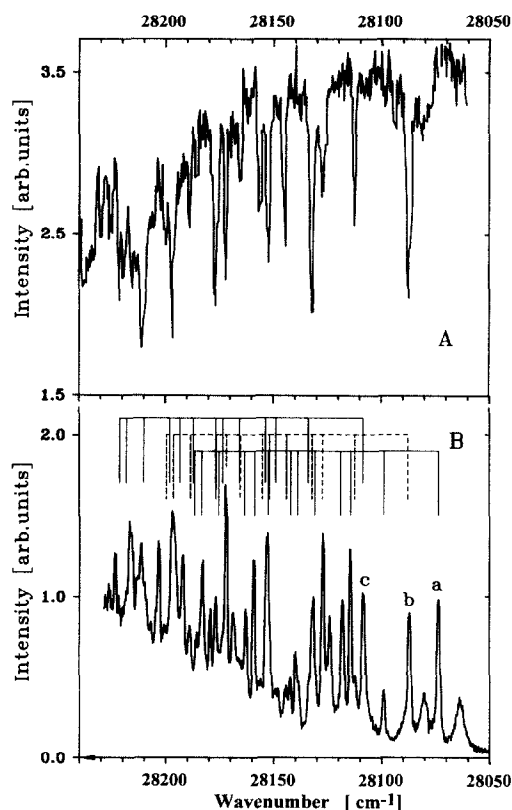 28200 28150 28100 28050
3.5
2.5
1.5
Intensity [arb.units]
A
B
2.0
1.0
0.0
Intensity [arb.units]
c
b
a
28200 28150 28100 28050
Wavenumber [ cm-1]